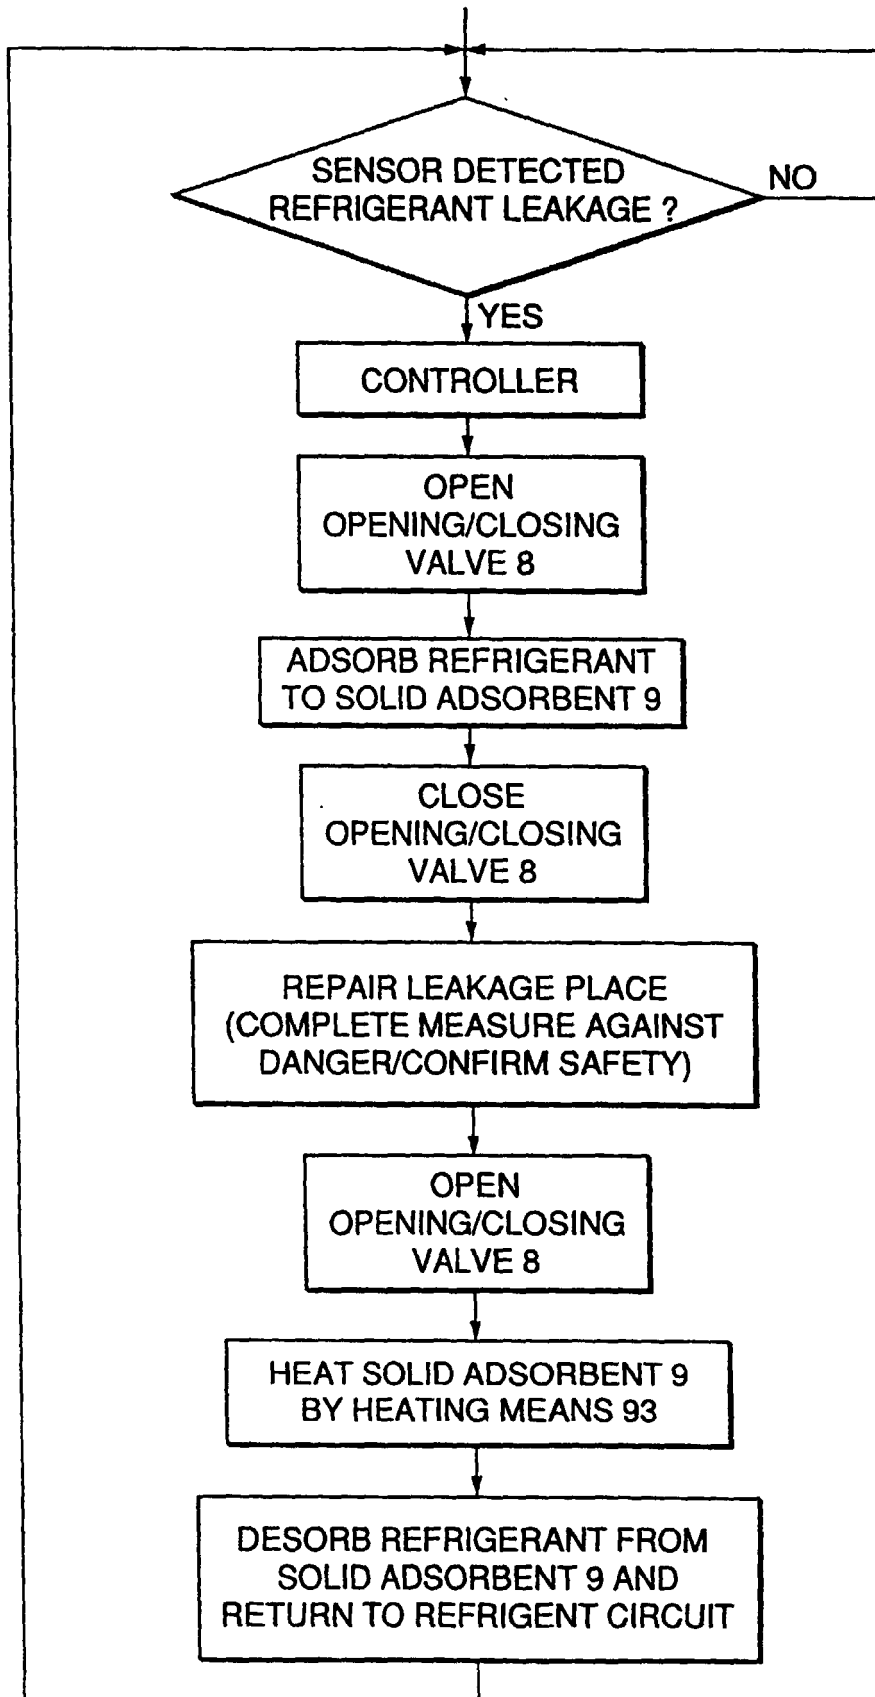 SENSOR DETECTED
REFRIGERANT LEAKAGE ?
NO
YES
CONTROLLER
OPEN
OPENING/CLOSING
VALVE 8
ADSORB REFRIGERANT
TO SOLID ADSORBENT 9
CLOSE
OPENING/CLOSING
VALVE 8
REPAIR LEAKAGE PLACE
(COMPLETE MEASURE AGAINST
DANGER/CONFIRM SAFETY)
OPEN
OPENING/CLOSING
VALVE 8
HEAT SOLID ADSORBENT 9
BY HEATING MEANS 93
DESORB REFRIGERANT FROM
SOLID ADSORBENT 9 AND
RETURN TO REFRIGENT CIRCUIT